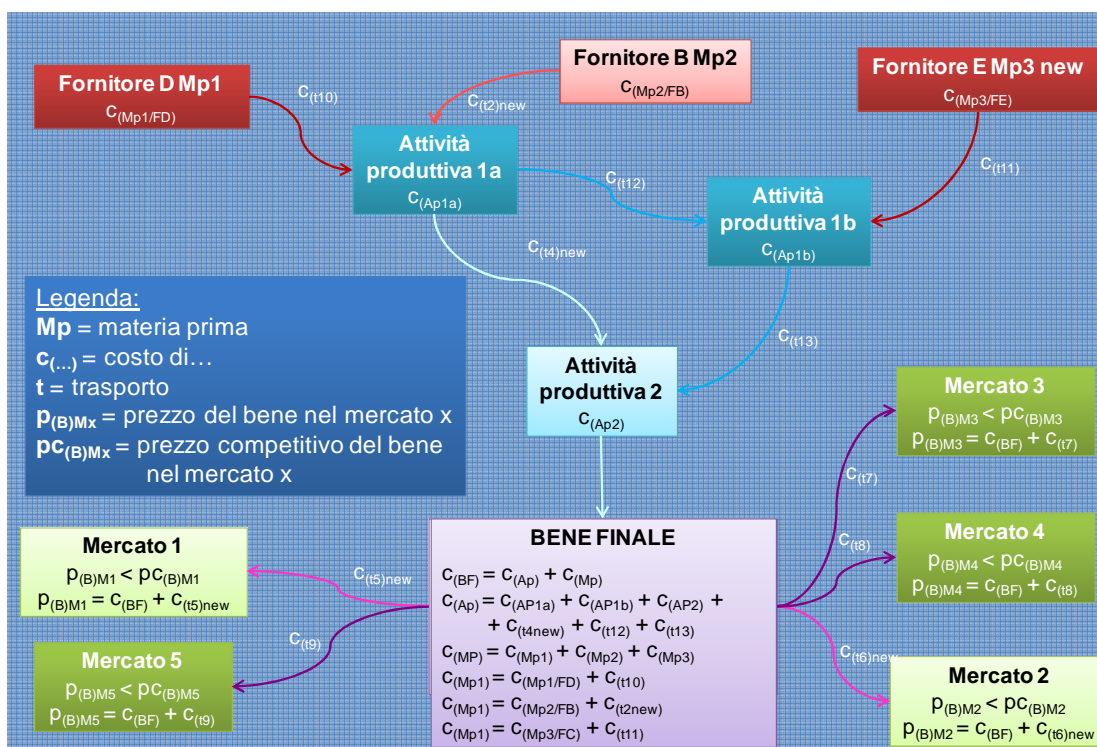 Fornitore D Mp1
c(Mp1/FD)
c(t10)
Fornitore B Mp2
c(Mp2/FB)
c(t2)new
Fornitore E Mp3 new
c(Mp3/FE)
c(t11)
Attività
produttiva 1a
c(Ap1a)
c(t12)
Attività
produttiva 1b
c(Ap1b)
c(t4)new
c(t13)
Legenda:
Mp = materia prima
c(...) = costo di…
t = trasporto
p(B)Mx = prezzo del bene nel mercato x
pc(B)Mx = prezzo competitivo del bene
nel mercato x
Attività
produttiva 2
c(Ap2)
Mercato 3
p(B)M3 < pc(B)M3
p(B)M3 = c(BF) + c(t7)
c(t7)
Mercato 1
p(B)M1 < pc(B)M1
p(B)M1 = c(BF) + c(t5)new
c(t5)new
BENE FINALE
c(BF) = c(Ap) + c(Mp)
c(Ap) = c(AP1a) + c(AP1b) + c(AP2) +
+ c(t4new) + c(t12) + c(t13)
c(MP) = c(Mp1) + c(Mp2) + c(Mp3)
c(Mp1) = c(Mp1/FD) + c(t10)
c(Mp1) = c(Mp2/FB) + c(t2new)
c(Mp1) = c(Mp3/FC) + c(t11)
c(t8)
Mercato 4
p(B)M4 < pc(B)M4
p(B)M4 = c(BF) + c(t8)
c(t9)
Mercato 5
p(B)M5 < pc(B)M5
p(B)M5 = c(BF) + c(t9)
c(t6)new
Mercato 2
p(B)M2 < pc(B)M2
p(B)M2 = c(BF) + c(t6)new